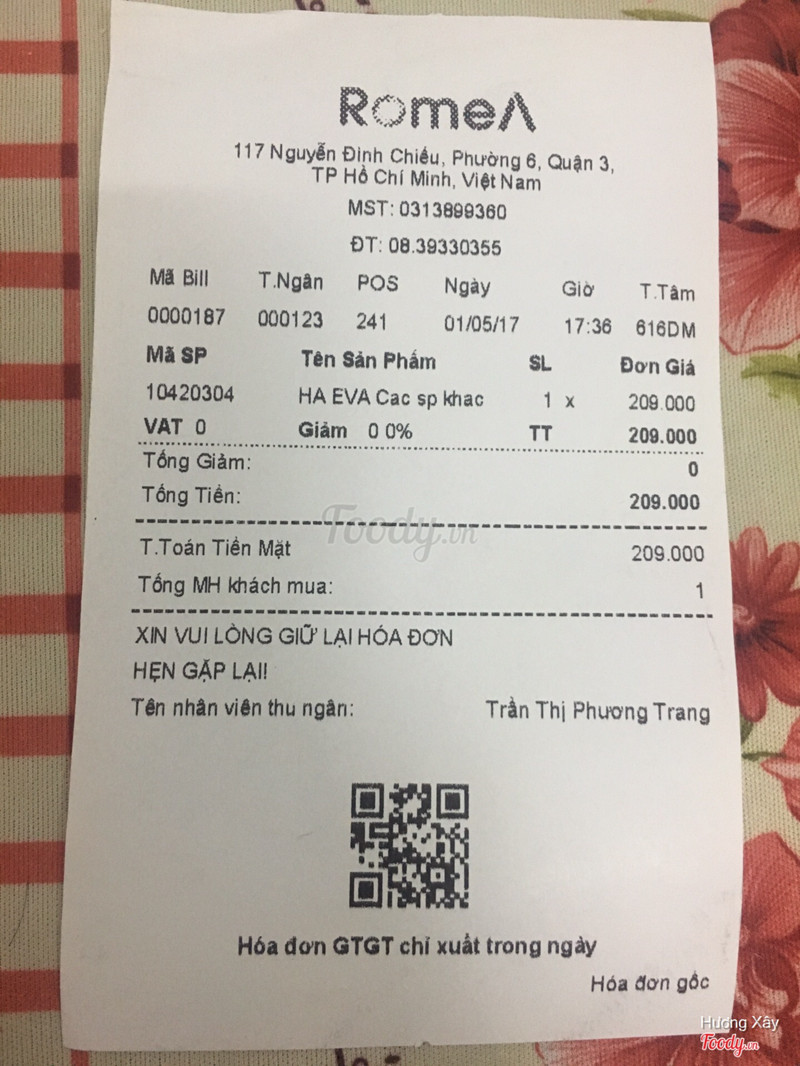 RomeA
117 Nguyễn Đình Chiểu, Phường 6, Quận 3,
TP Hồ Chí Minh, Việt Nam
MST: 0313899360
ĐT: 08.39330355
Mã Bill T.Ngân POS Ngày Giờ T.Tâm
0000187 000123 241 01/05/17 17:36 616DM
Mã SP Tên Sản Phẩm SL Đơn Giá
10420304 HA EVA Cac sp khac 1 x 209.000
VAT 0 Giảm 0 0% TT 209.000
Tổng Giảm: 0
Tổng Tiền: 209.000
Foody.vn
T.Toán Tiền Mặt 209.000
Tổng MH khách mua: 1
XIN VUI LÒNG GIỮ LẠI HÓA ĐƠN
HẸN GẶP LẠI!
Tên nhân viên thu ngân: Trần Thị Phương Trang
Hóa đơn GTGT chỉ xuất trong ngày
Hóa đơn gốc
Hương Xây
Foody.vn